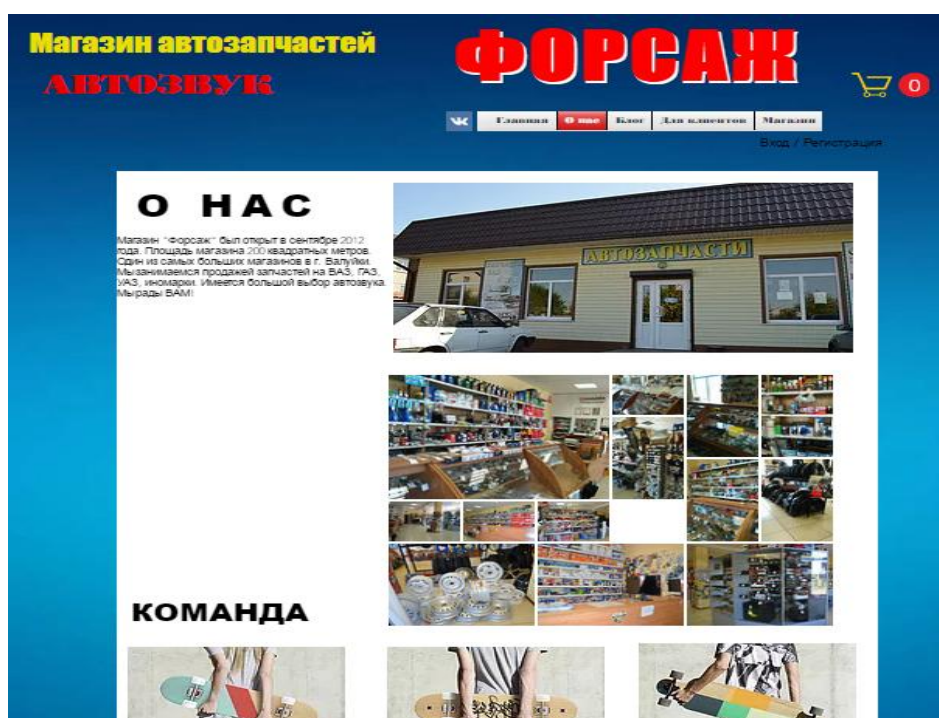 Магазин автозапчастей
АВТОЗВУК
ФОРСАЖ
0
Главная О нас Блог Для клиентов Магазин
Вход / Регистрация
О НАС
Магазин "Форсаж" был открыт в сентябре 2012
года. Площадь магазина 200 квадратных метров.
Один из самых больших магазинов в г. Валуйки.
Мы занимаемся продажей запчастей на ВАЗ, ГАЗ,
УАЗ, иномарки. Имеется большой выбор автозвука.
Мы рады ВАМ!
АВТОЗАПЧАСТИ
КОМАНДА